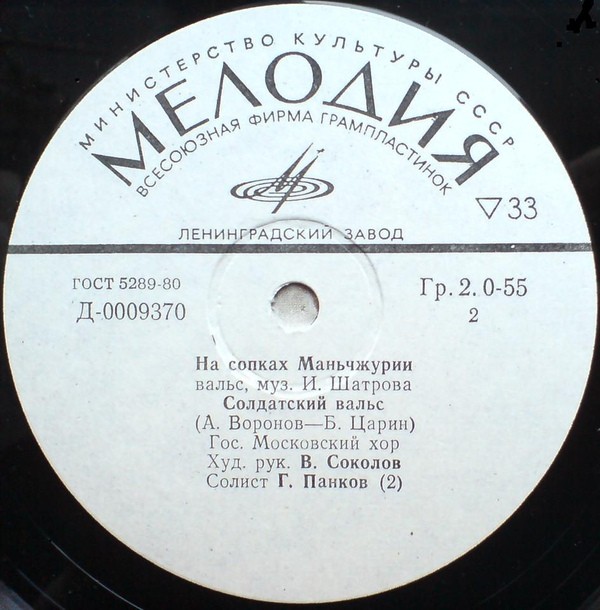 МИНИСТЕРСТВО КУЛЬТУРЫ СССР
МЕЛОДИЯ
ВСЕСОЮЗНАЯ ФИРМА ГРАМПЛАСТИНОК
▽33
ЛЕНИНГРАДСКИЙ ЗАВОД
ГОСТ 5289-80
Гр. 2. 0-55
Д-0009370
2
На сопках Маньчжурии
вальс, муз. И. Шатрова
Солдатский вальс
(А. Воронов—Б. Царин)
Гос. Московский хор
Худ. рук. В. Соколов
Солист Г. Панков (2)